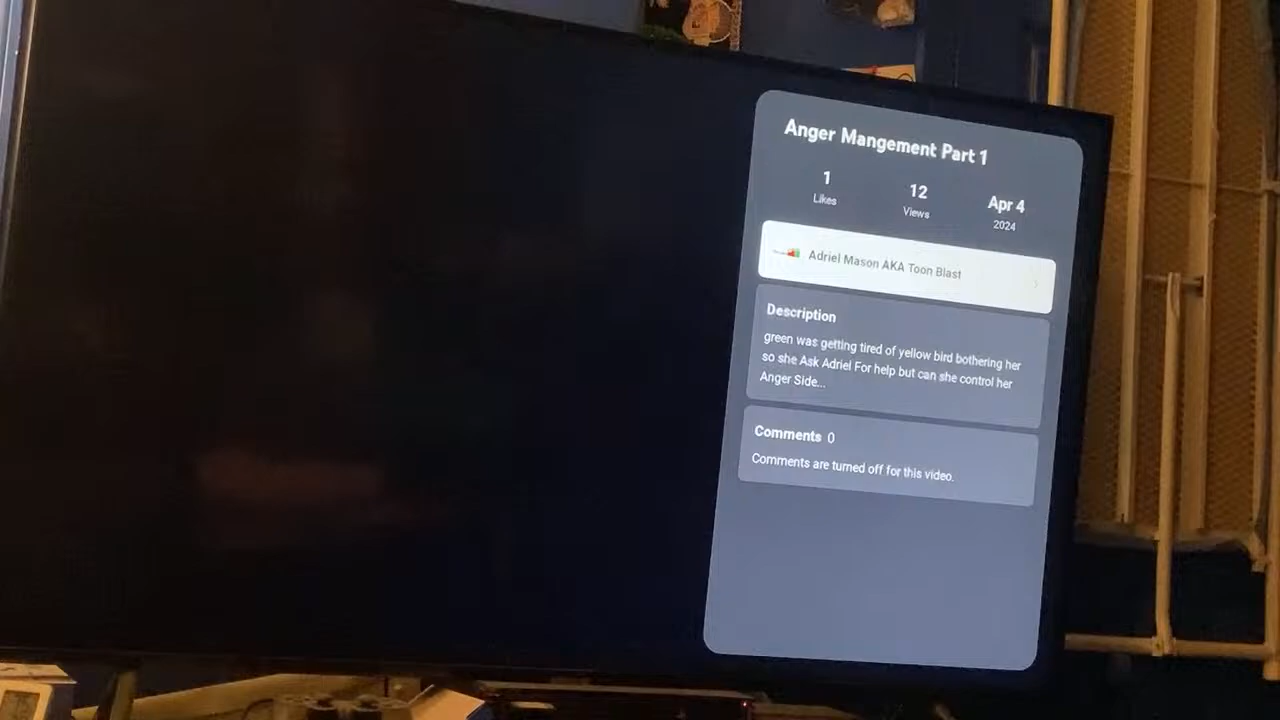 Anger Mangement Part 1
1 12 Apr 4
Likes Views 2024
Adriel Mason AKA Toon Blast
Description
green was getting tired of yellow bird bothering her
so she Ask Adriel For help but can she control her
Anger Side...
Comments 0
Comments are turned off for this video.